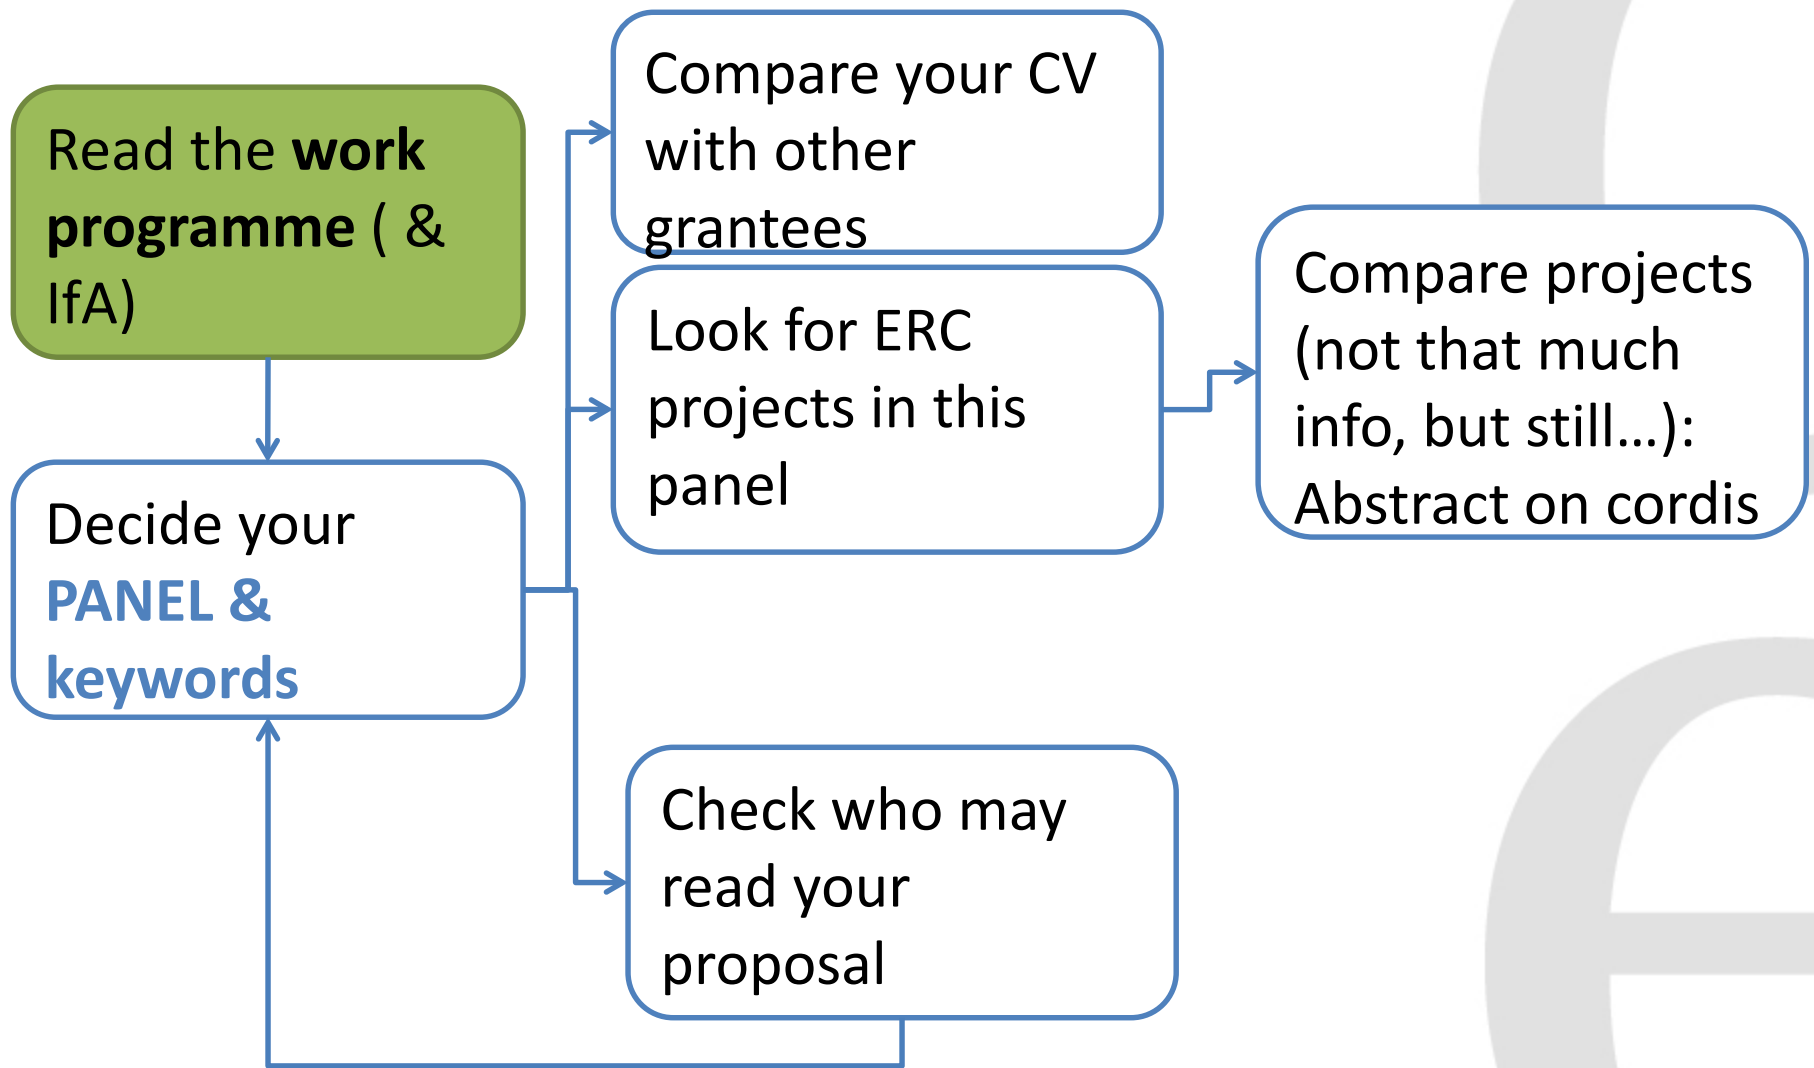 Read the work
programme ( &
IfA)
Decide your
PANEL &
keywords
Compare your CV
with other
grantees
Look for ERC
projects in this
panel
Compare projects
(not that much
info, but still...):
Abstract on cordis
Check who may
read your
proposal